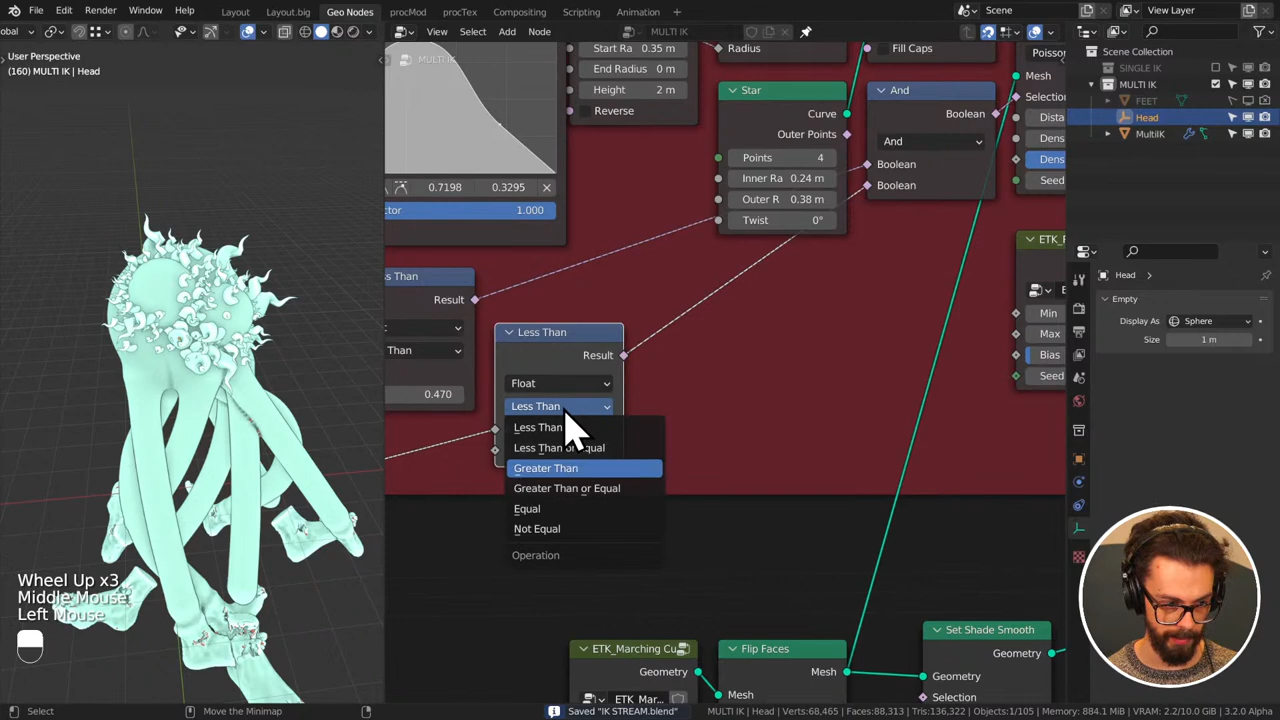 File Edit Render Window Help Layout Layout.big Geo Nodes procMod procTex Compositing Scripting Animation + Scene View Layer
obal View Select Add Node MULTI IK
User Perspective
(160) MULTI IK | Head
MULTI IK
Start Ra 0.35 m
End Radius 0 m
Height 2 m
Reverse
Radius
Fill Caps
Star
Curve
Outer Points
Points 4
Inner Ra 0.24 m
Outer R 0.38 m
Twist 0°
And
Boolean
And
Boolean
Boolean
Poisson
Mesh
Selection
Dista
Dens
Dens
Seed
0.7198 0.3295
ctor 1.000
ss Than
Result
Than
0.470
Less Than
Result
Float
Less Than
Less Than
Less Than or Equal
Greater Than
Greater Than or Equal
Equal
Not Equal
Operation
Min
Max
Bias
Seed
ETK_Marching Cu
Geometry
ETK_Mar...
Flip Faces
Mesh
Mesh
Set Shade Smooth
Geometry
Geometry
Selection
Scene Collection
SINGLE IK
MULTI IK
FEET
Head
MultiIK
Head
Empty
Display As Sphere
Size 1 m
Wheel Up x3
Middle Mouse
Left Mouse
Select Move the Minimap Saved "IK STREAM.blend" MULTI IK | Head | Verts:68,465 | Faces:88,313 | Tris:136,322 | Objects:1/105 | Memory: 884.1 MiB | VRAM: 2.2/10.0 GiB | 3.2.0 Alpha